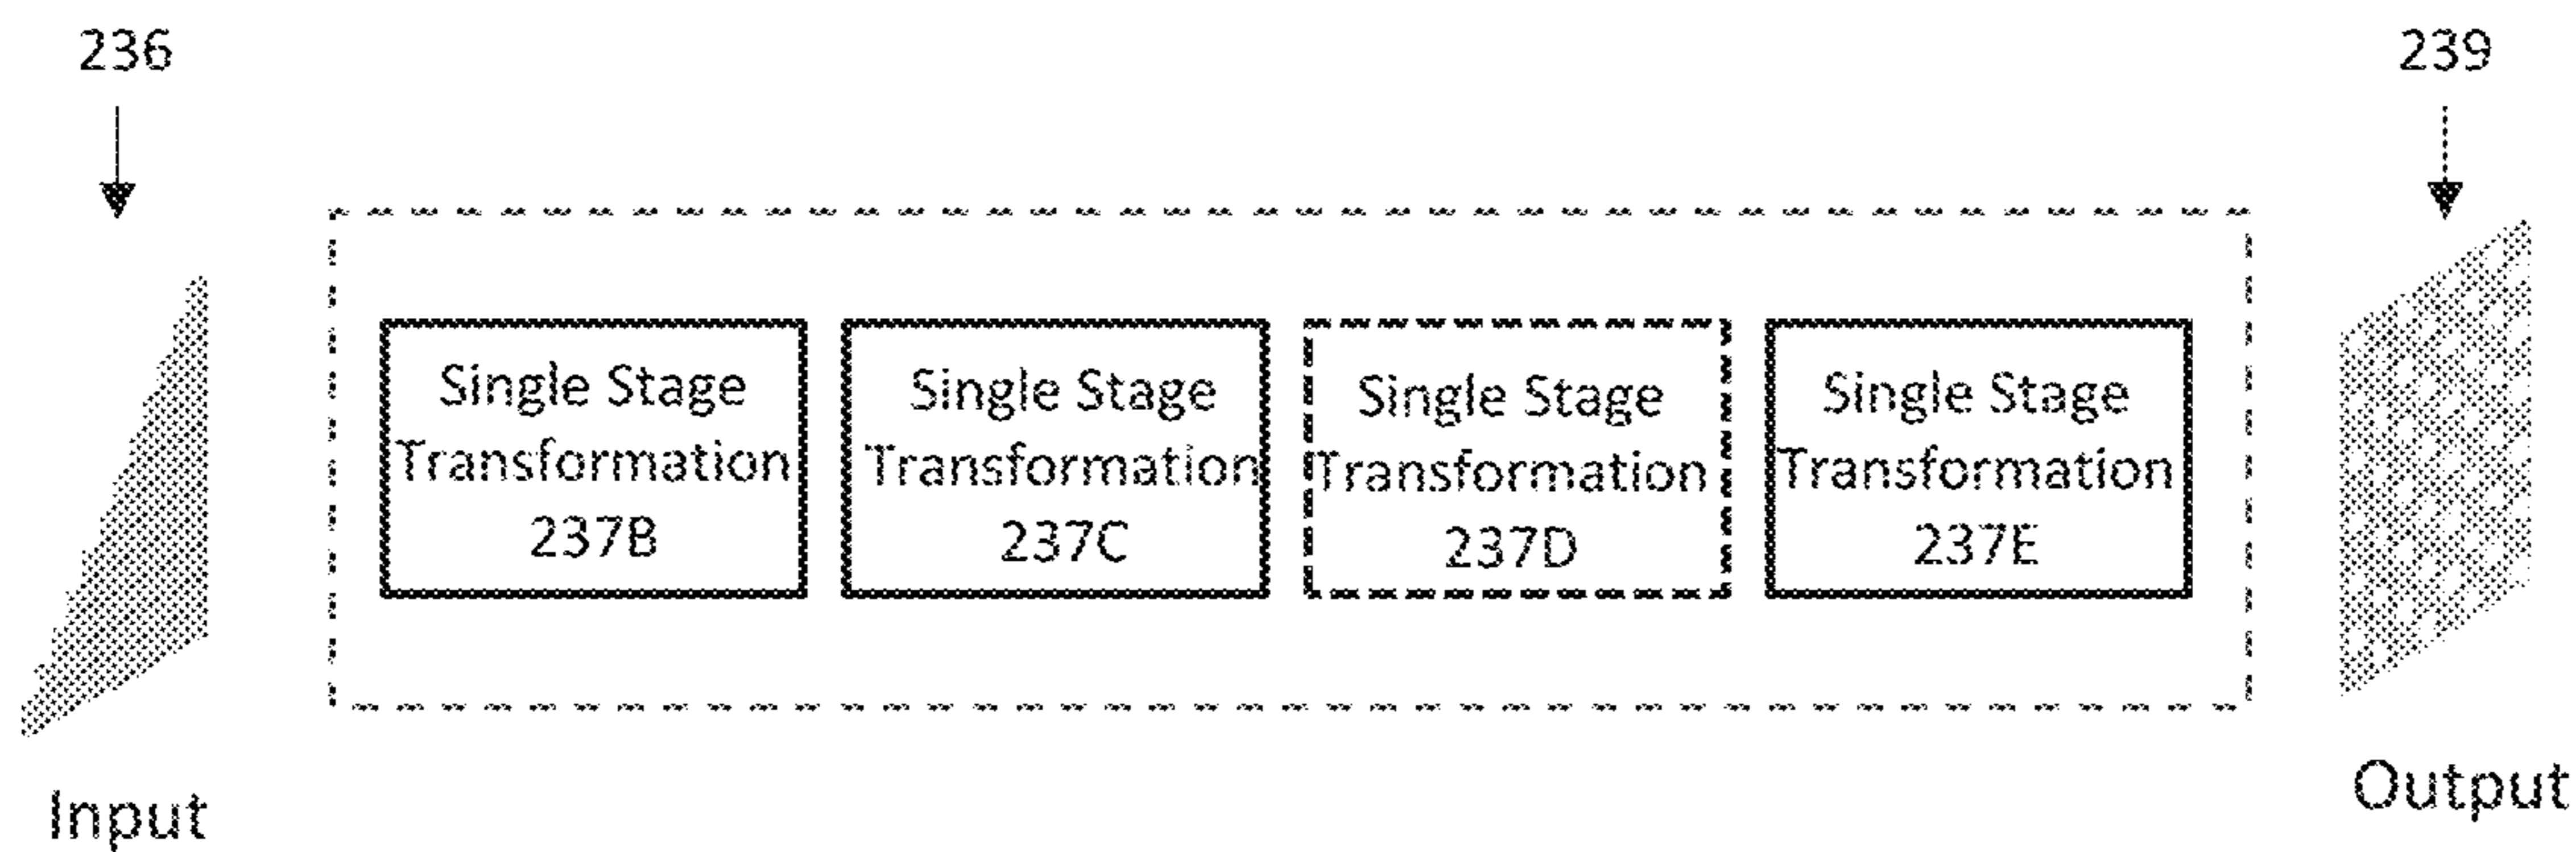 236
239
Single Stage
Transformation
237B
Single Stage
Transformation
237C
Single Stage
Transformation
237D
Single Stage
Transformation
237E
Input
Output